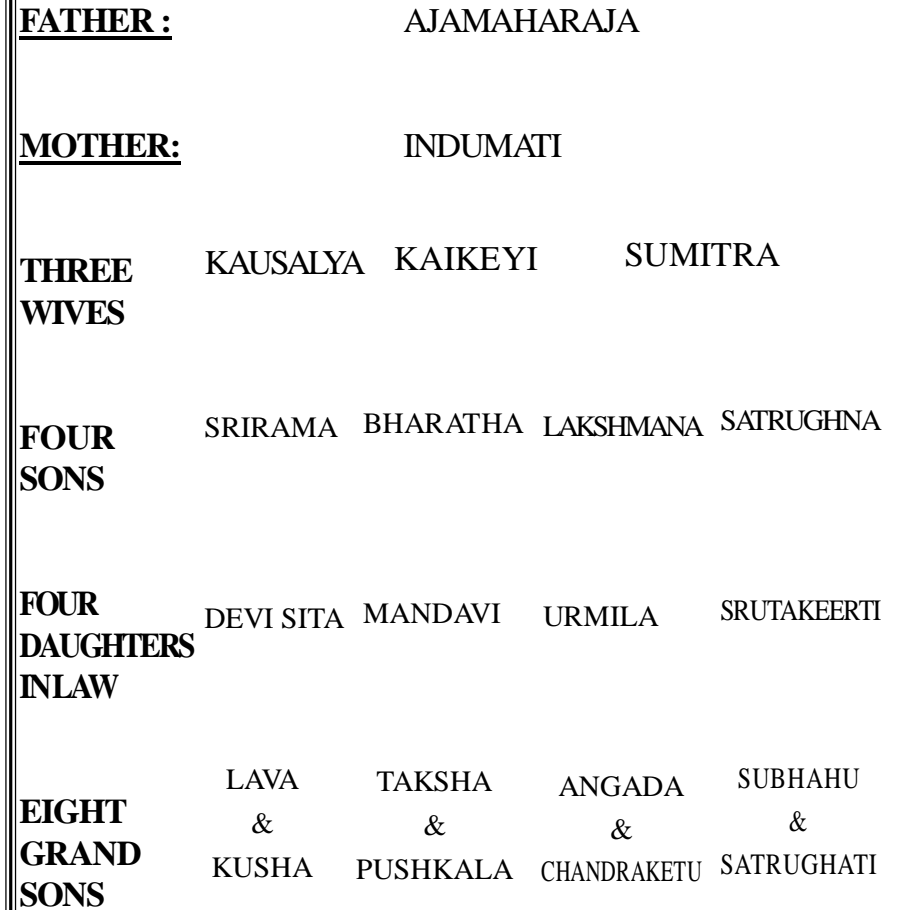 FATHER : AJAMAHARAJA
MOTHER: INDUMATI
THREE WIVES KAUSALYA KAIKEYI SUMITRA
FOUR SONS SRIRAMA BHARATHA LAKSHMANA SATRUGHNA
FOUR DAUGHTERS INLAW DEVI SITA MANDAVI URMILA SRUTAKEERTI
EIGHT GRAND SONS LAVA & KUSHA TAKSHA & PUSHKALA ANGADA & CHANDRAKETU SUBHAHU & SATRUGHATI